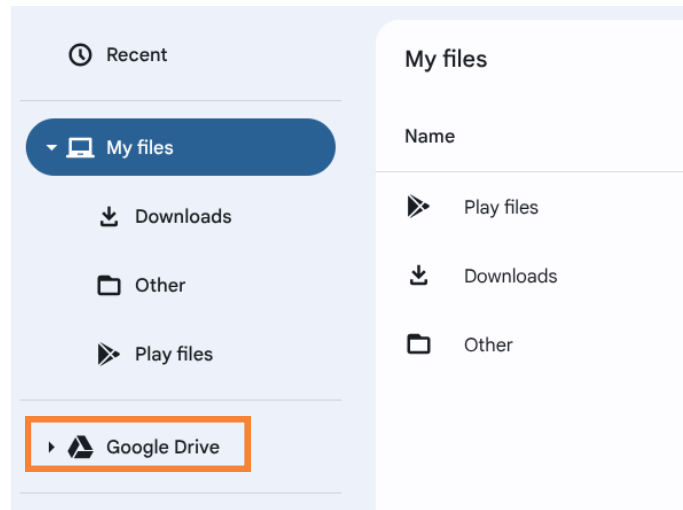 Recent
My files
Downloads
Other
Play files
Google Drive
My files
Name
Play files
Downloads
Other